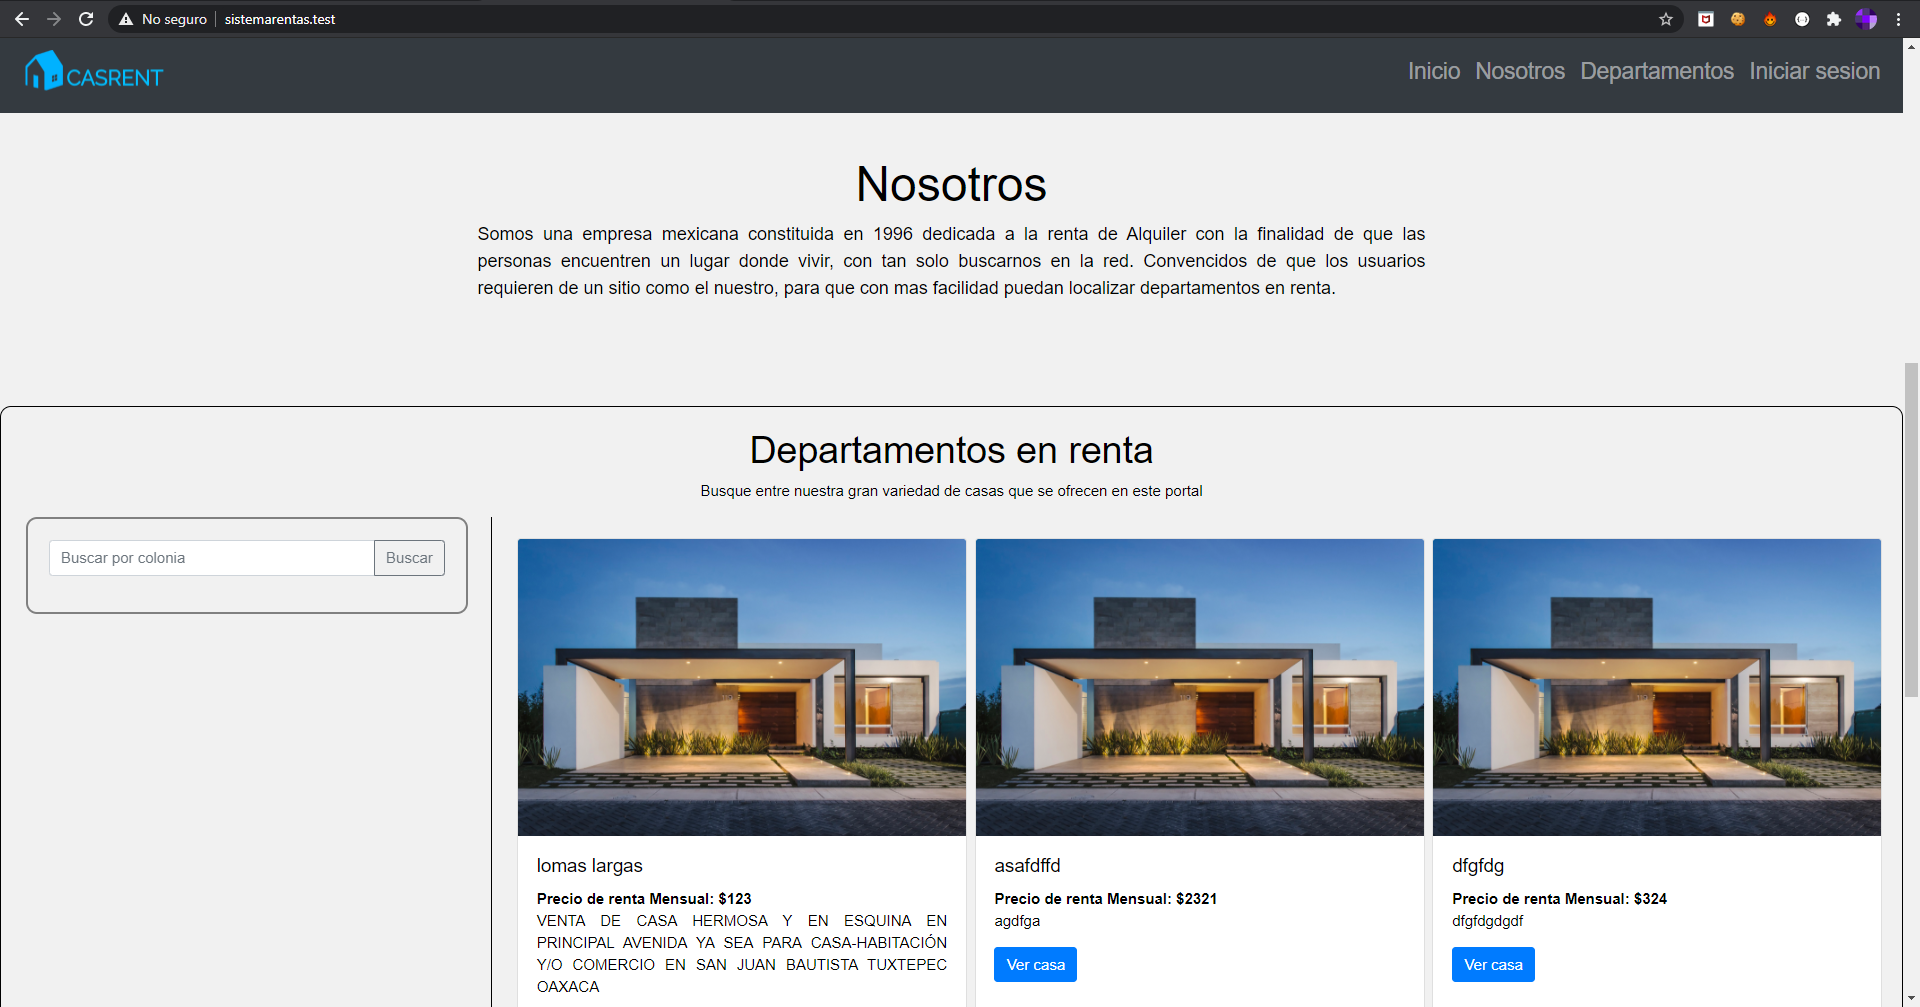 No seguro
sistemarentas.test
CASRENT
Inicio Nosotros Departamentos Iniciar sesion
Nosotros
Somos una empresa mexicana constituida en 1996 dedicada a la renta de Alquiler con la finalidad de que las
personas encuentren un lugar donde vivir, con tan solo buscarnos en la red. Convencidos de que los usuarios
requieren de un sitio como el nuestro, para que con mas facilidad puedan localizar departamentos en renta.
Departamentos en renta
Busque entre nuestra gran variedad de casas que se ofrecen en este portal
Buscar por colonia
Buscar
lomas largas
Precio de renta Mensual: $123
VENTA DE CASA HERMOSA Y EN ESQUINA EN
PRINCIPAL AVENIDA YA SEA PARA CASA-HABITACIÓN
Y/O COMERCIO EN SAN JUAN BAUTISTA TUXTEPEC
OAXACA
asafdffd
Precio de renta Mensual: $2321
agdfga
Ver casa
dfgfdg
Precio de renta Mensual: $324
dfgfdgdgdf
Ver casa